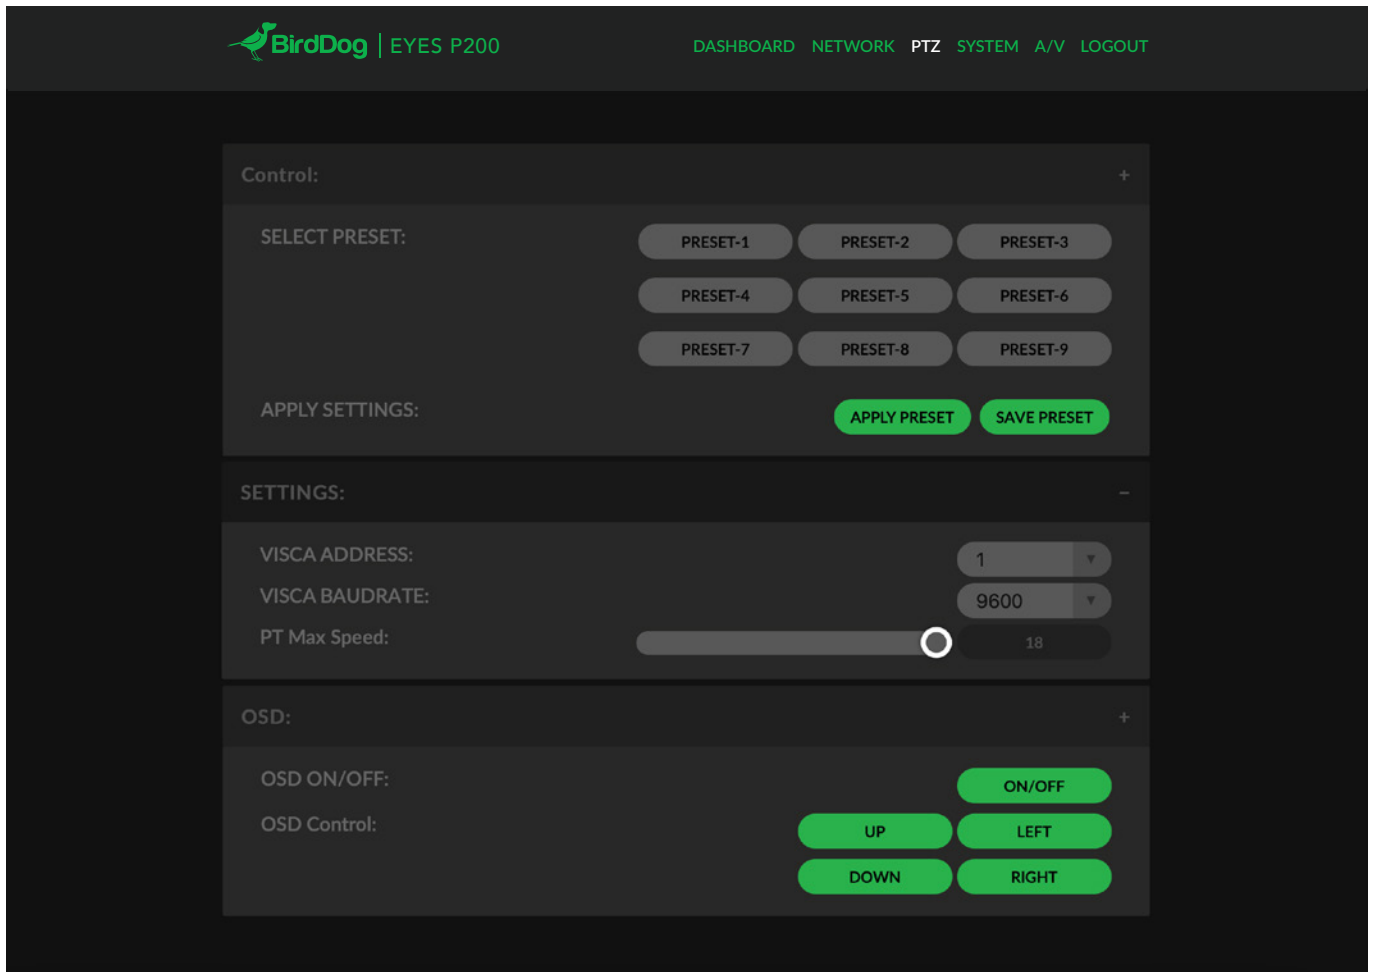 BirdDog | EYES P200
DASHBOARD NETWORK PTZ SYSTEM A/V LOGOUT
Control: +
SELECT PRESET: PRESET-1 PRESET-2 PRESET-3
PRESET-4 PRESET-5 PRESET-6
PRESET-7 PRESET-8 PRESET-9
APPLY SETTINGS: APPLY PRESET SAVE PRESET
SETTINGS: –
VISCA ADDRESS: 1
VISCA BAUDRATE: 9600
PT Max Speed: 18
OSD: +
OSD ON/OFF: ON/OFF
OSD Control: UP LEFT
DOWN RIGHT